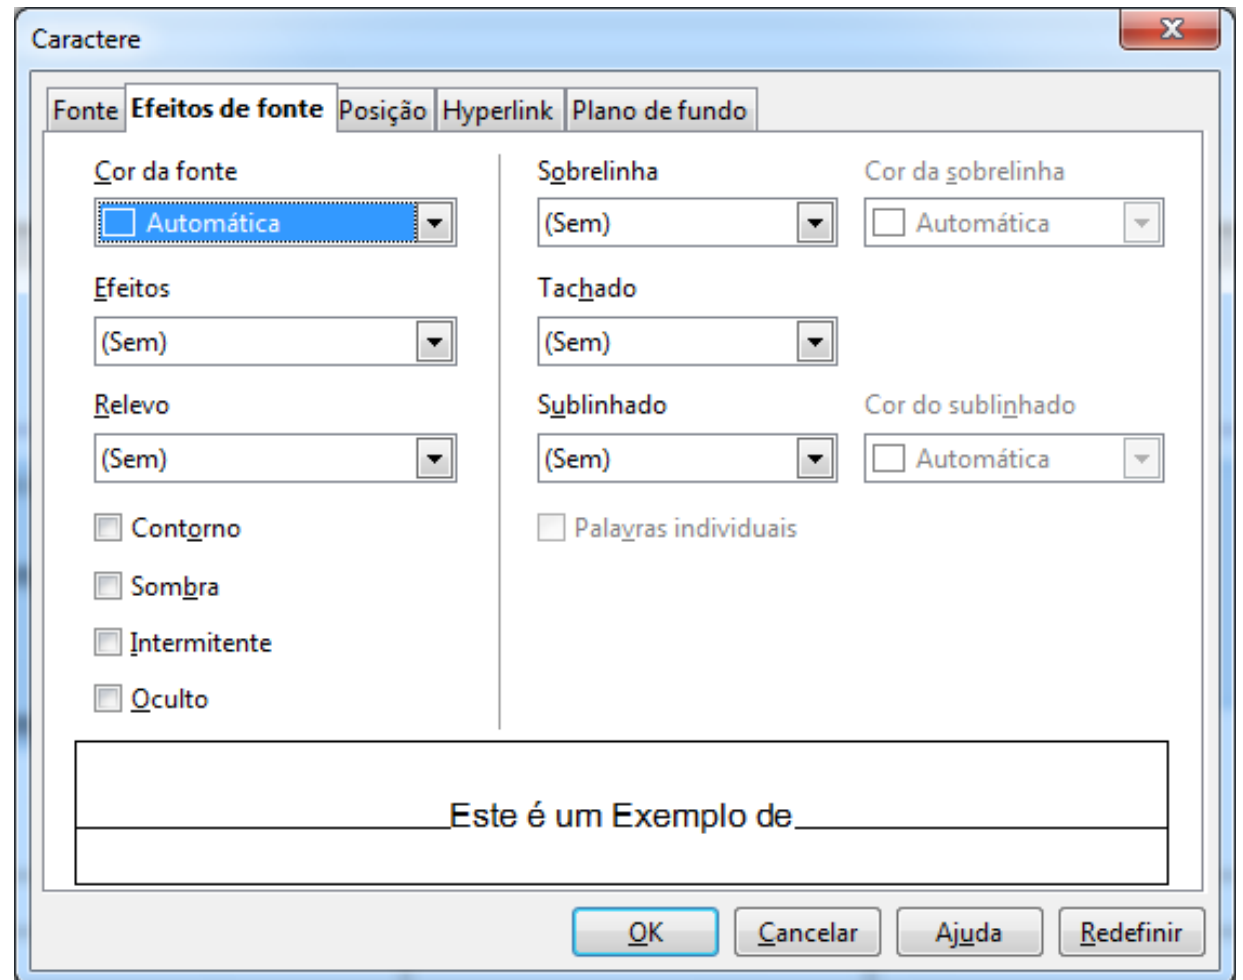 Caractere
Fonte Efeitos de fonte Posição Hyperlink Plano de fundo
Cor da fonte
Automática
Efeitos
(Sem)
Relevo
(Sem)
Contorno
Sombra
Intermitente
Oculto
Sobrelinha Cor da sobrelinha
(Sem) Automática
Tachado
(Sem)
Sublinhado Cor do sublinhado
(Sem) Automática
Palavras individuais
Este é um Exemplo de
OK Cancelar Ajuda Redefinir